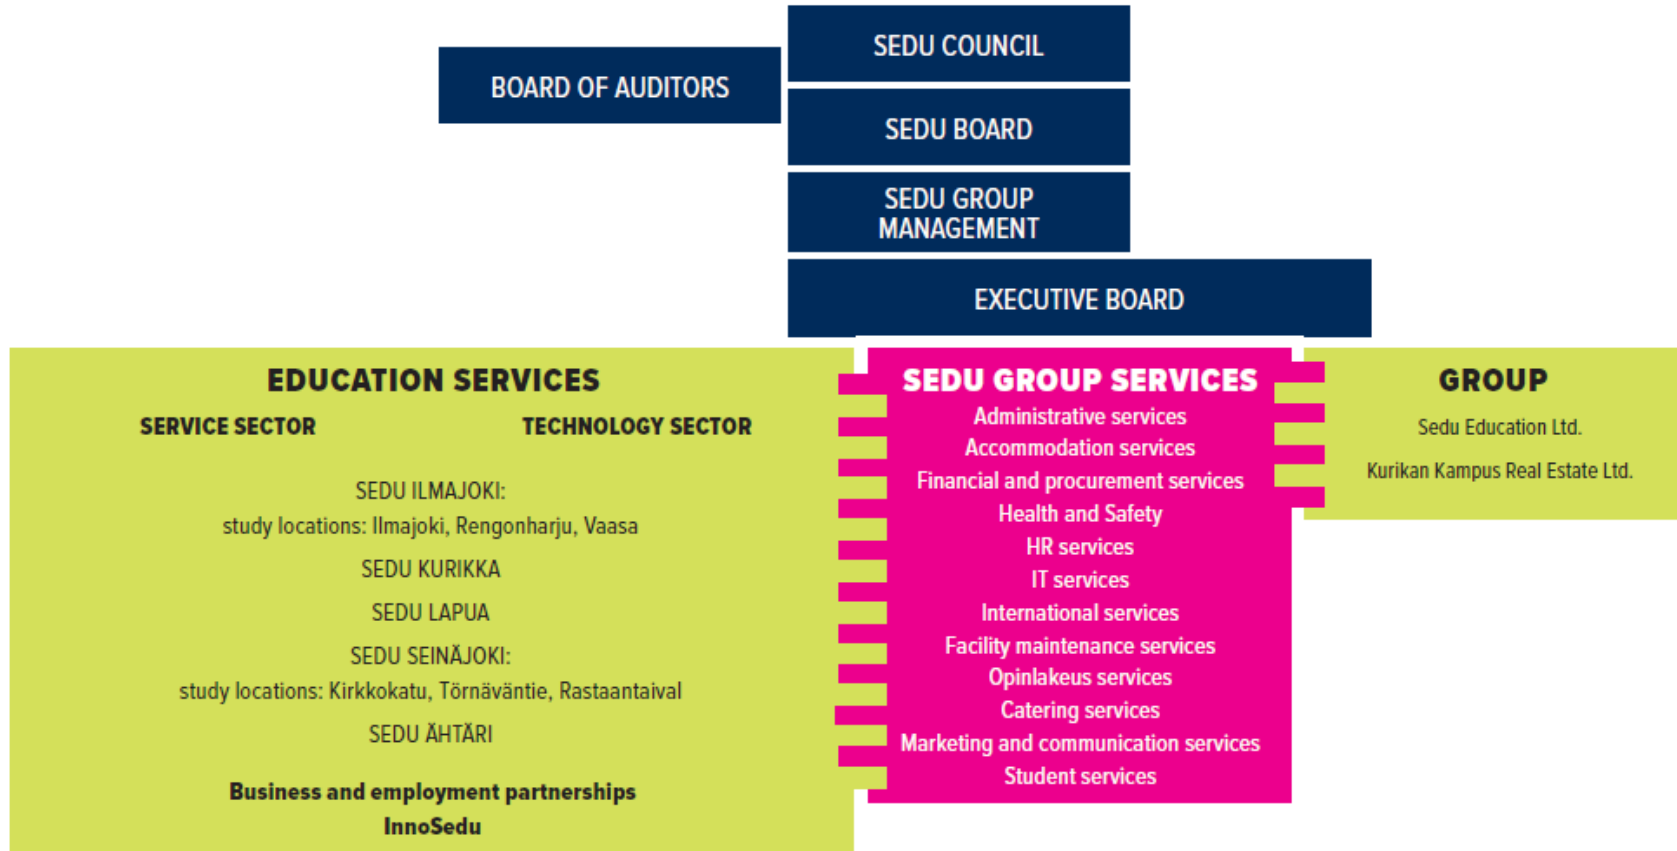 SEDU COUNCIL
BOARD OF AUDITORS
SEDU BOARD
SEDU GROUP
MANAGEMENT
EXECUTIVE BOARD
EDUCATION SERVICES
SERVICE SECTOR
TECHNOLOGY SECTOR
SEDU ILMAJOKI:
study locations: Ilmajoki, Rengonharju, Vaasa
SEDU KURIKKA
SEDU LAPUA
SEDU SEINÄJOKI:
study locations: Kirkkokatu, Törnäväntie, Rastaantaival
SEDU ÄHTÄRI
Business and employment partnerships
InnoSedu
SEDU GROUP SERVICES
Administrative services
Accommodation services
Financial and procurement services
Health and Safety
HR services
IT services
International services
Facility maintenance services
Opinlakeus services
Catering services
Marketing and communication services
Student services
GROUP
Sedu Education Ltd.
Kurikan Kampus Real Estate Ltd.